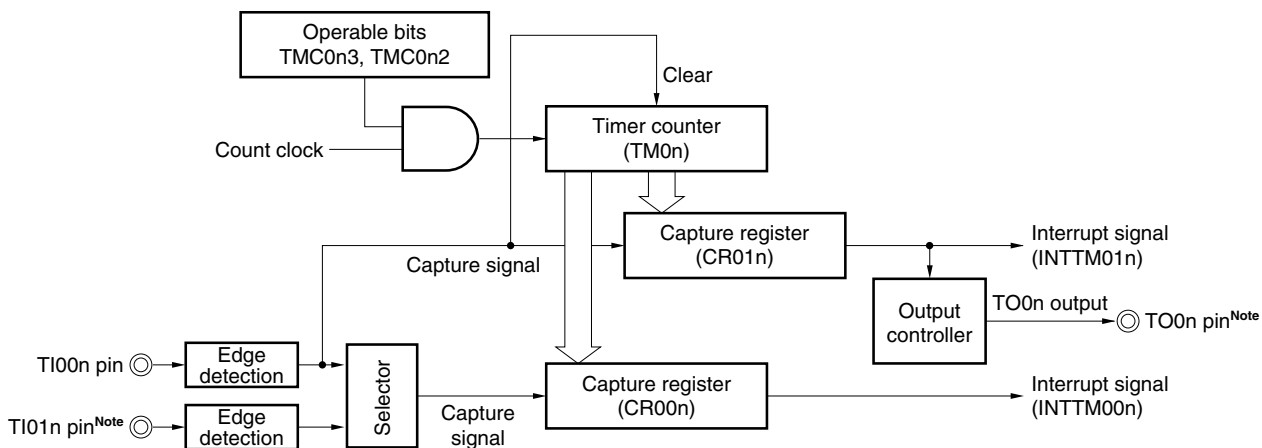 Operable bits
TMC0n3, TMC0n2
Clear
Timer counter
(TM0n)
Count clock
Capture register
(CR01n)
Interrupt signal
(INTTM01n)
Capture signal
Output
controller
TO0n output
TO0n pinNote
TI00n pin
Edge
detection
Selector
Capture register
(CR00n)
Interrupt signal
(INTTM00n)
TI01n pinNote
Edge
detection
Capture
signal